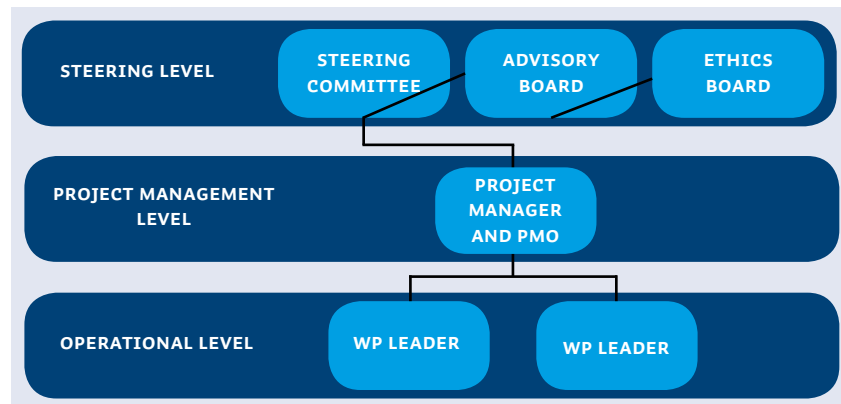 STEERING LEVEL
STEERING
COMMITTEE
ADVISORY
BOARD
ETHICS
BOARD
PROJECT MANAGEMENT
LEVEL
PROJECT
MANAGER
AND PMO
OPERATIONAL LEVEL
WP LEADER
WP LEADER